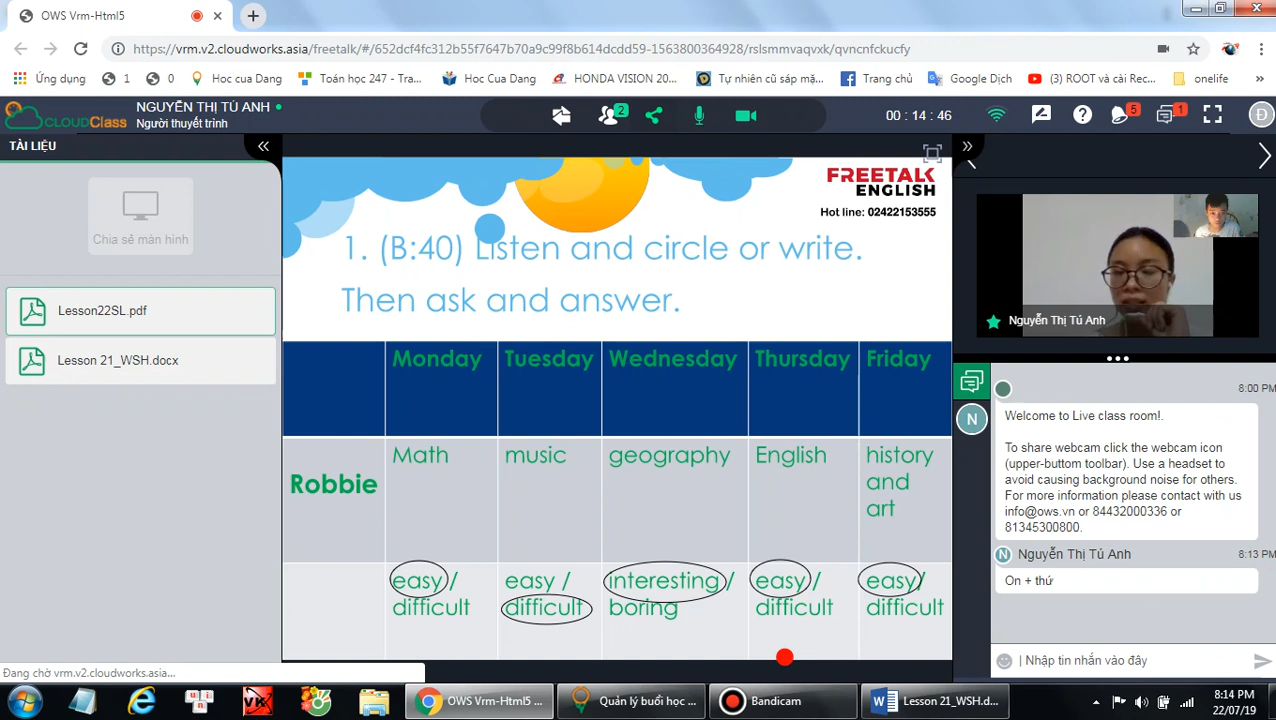 OWS Vrm-Html5
https://vrm.v2.cloudworks.asia/freetalk/#/652dcf4fc312b55f7647b70a9c99f8b614dcdd59-1563800364928/rslsmmvaqvxk/qvncnfckucfy
Ứng dụng 1 0 Hoc cua Dang Toán học 247 - Tra... Hoc Cua Dang HONDA VISION 20... Tự nhiên cũ sáp mặ... Trang chủ Google Dịch (3) ROOT và cài Rec... onelife »
CLOUDClass NGUYỄN THỊ TÚ ANH
Người thuyết trình
2 00 : 14 : 46 5 1 Đ
TÀI LIỆU
Chia sẻ màn hình
Lesson22SL.pdf
Lesson 21_WSH.docx
FREETALK
ENGLISH
Hot line: 02422153555
1. (B:40) Listen and circle or write.
Then ask and answer.
Monday Tuesday Wednesday Thursday Friday
Robbie
Math music geography English history
and
art
easy / easy / interesting / easy / easy/
difficult difficult boring difficult difficult
Nguyễn Thị Tú Anh
8:00 PM
Welcome to Live class room!.
To share webcam click the webcam icon
(upper-buttom toolbar). Use a headset to
avoid causing background noise for others.
For more information please contact with us
info@ows.vn or 84432000336 or
81345300800.
N
N Nguyễn Thị Tú Anh 8:13 PM
On + thứ
Nhập tin nhắn vào đây
Đang chờ vrm.v2.cloudworks.asia...
OWS Vrm-Html5 ... Quản lý buổi học ... Bandicam Lesson 21_WSH.d...
8:14 PM
22/07/19